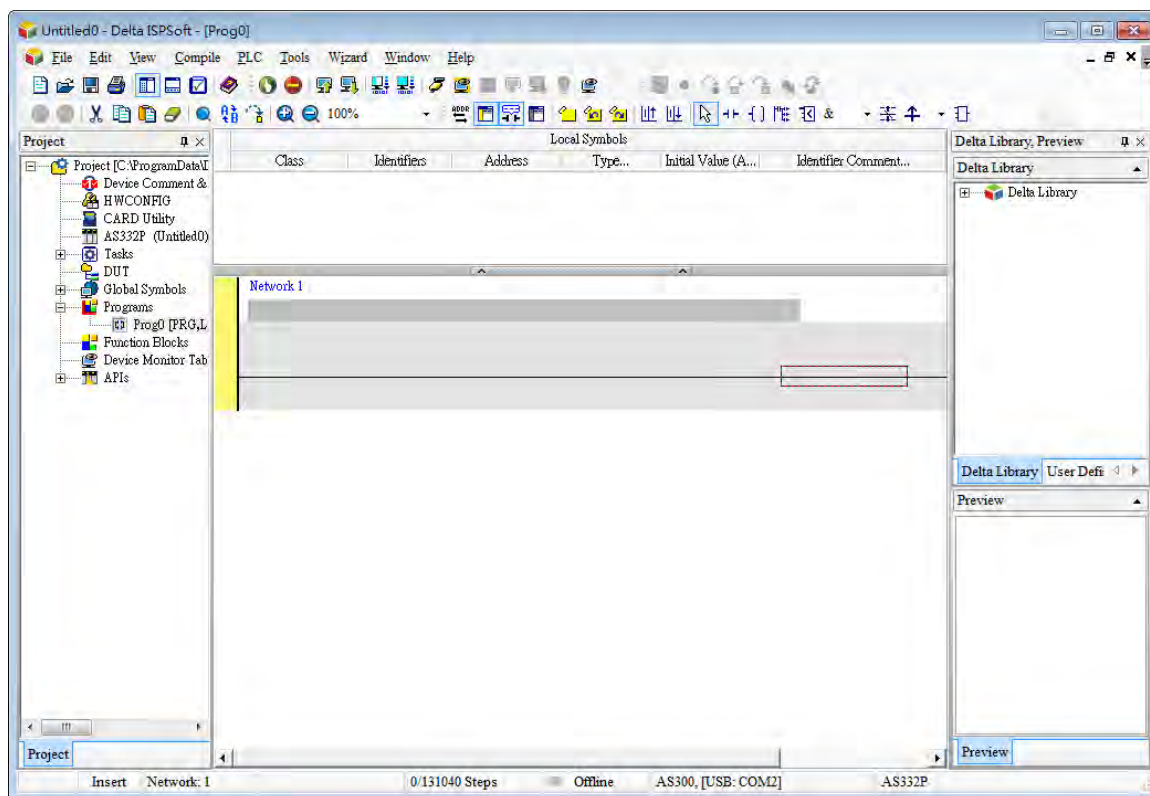 Untitled0 - Delta ISPSoft - [Prog0]
File Edit View Compile PLC Tools Wizard Window Help
100%
ADDR
&
Project
Project [C:\ProgramData\I
Device Comment &
HWCONFIG
CARD Utility
AS332P (Untitled0)
Tasks
DUT
Global Symbols
Programs
Prog0 [PRG,L
Function Blocks
Device Monitor Tab
APIs
Project
Local Symbols
Class Identifiers Address Type... Initial Value (A... Identifier Comment...
Network 1
Delta Library, Preview
Delta Library
Delta Library
Delta Library User Defi
Preview
Preview
Insert Network: 1 0/131040 Steps Offline AS300, [USB: COM2] AS332P